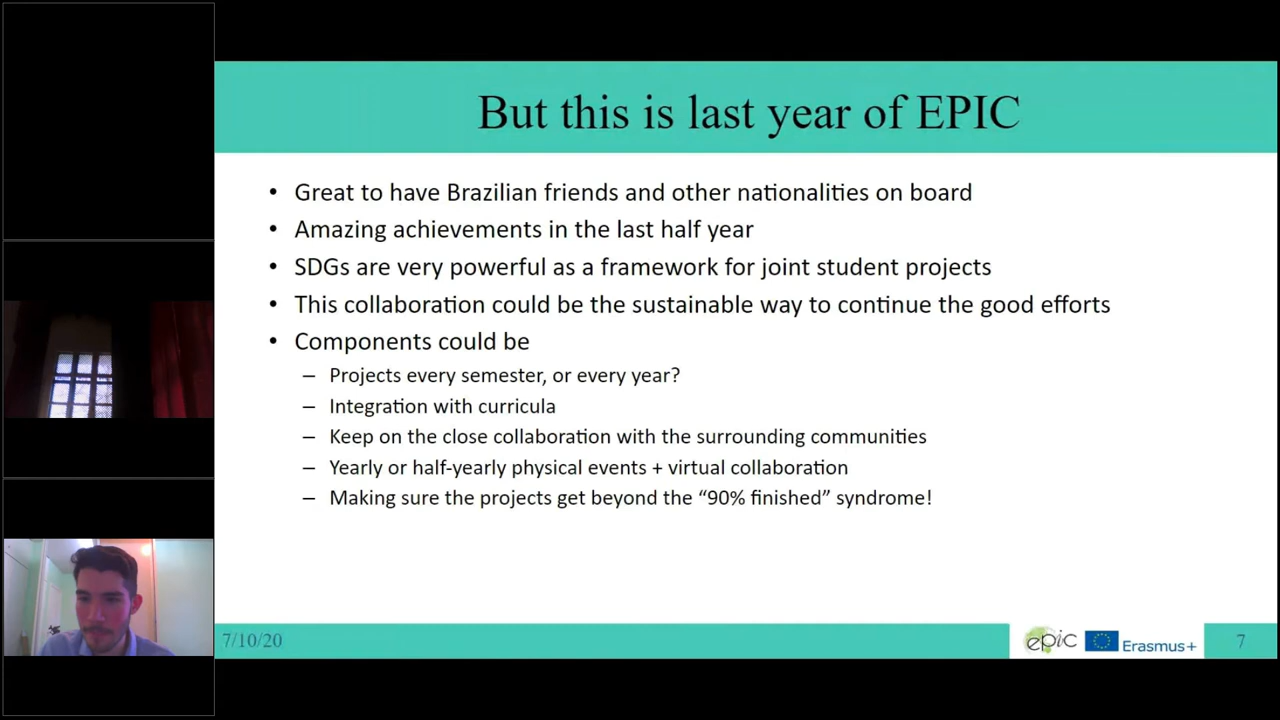 But this is last year of EPIC
• Great to have Brazilian friends and other nationalities on board
• Amazing achievements in the last half year
• SDGs are very powerful as a framework for joint student projects
• This collaboration could be the sustainable way to continue the good efforts
• Components could be
– Projects every semester, or every year?
– Integration with curricula
– Keep on the close collaboration with the surrounding communities
– Yearly or half-yearly physical events + virtual collaboration
– Making sure the projects get beyond the “90% finished” syndrome!
7/10/20
epic
Erasmus+
7